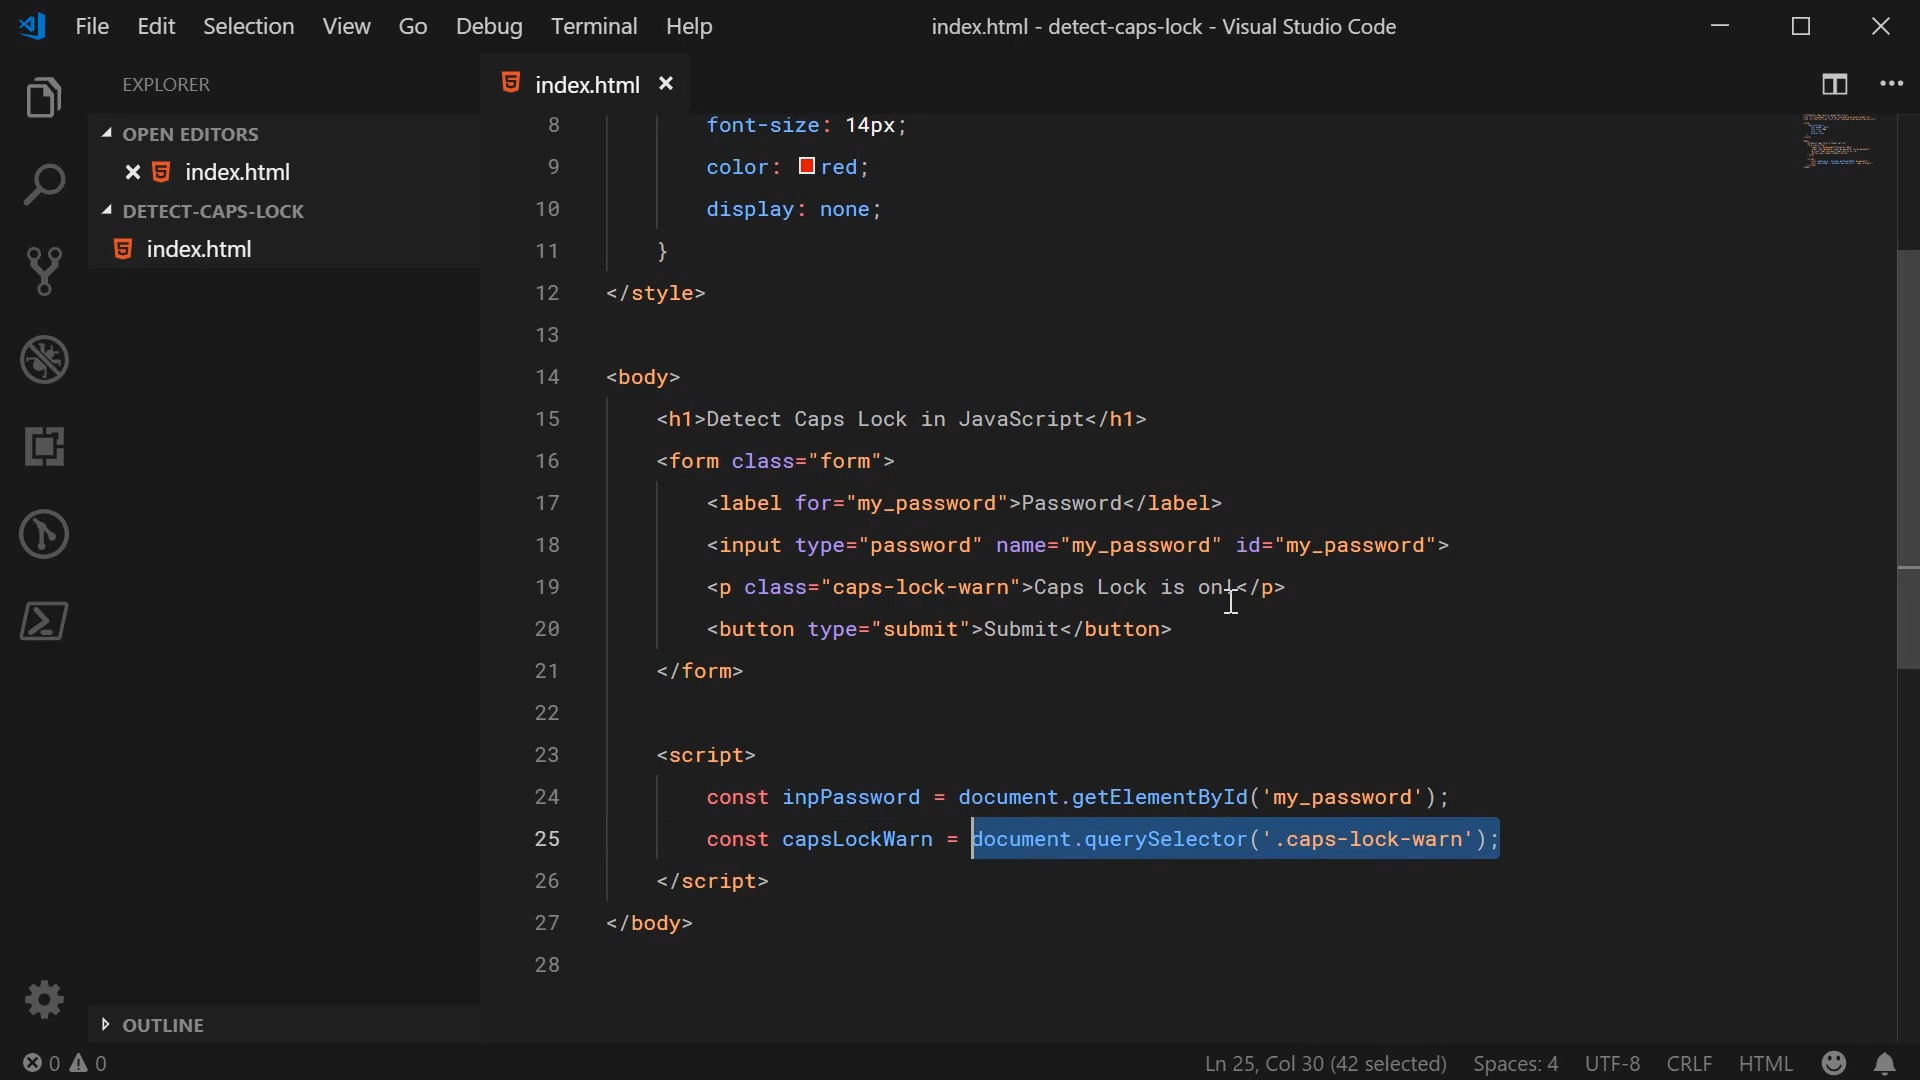 File Edit Selection View Go Debug Terminal Help
index.html - detect-caps-lock - Visual Studio Code
EXPLORER
OPEN EDITORS
index.html
DETECT-CAPS-LOCK
index.html
OUTLINE
index.html
8 font-size: 14px;
9 color: red;
10 display: none;
11 }
12 </style>
13
14 <body>
15 <h1>Detect Caps Lock in JavaScript</h1>
16 <form class="form">
17 <label for="my_password">Password</label>
18 <input type="password" name="my_password" id="my_password">
19 <p class="caps-lock-warn">Caps Lock is on!</p>
20 <button type="submit">Submit</button>
21 </form>
22
23 <script>
24 const inpPassword = document.getElementById('my_password');
25 const capsLockWarn = document.querySelector('.caps-lock-warn');
26 </script>
27 </body>
28
0 0
Ln 25, Col 30 (42 selected) Spaces: 4 UTF-8 CRLF HTML